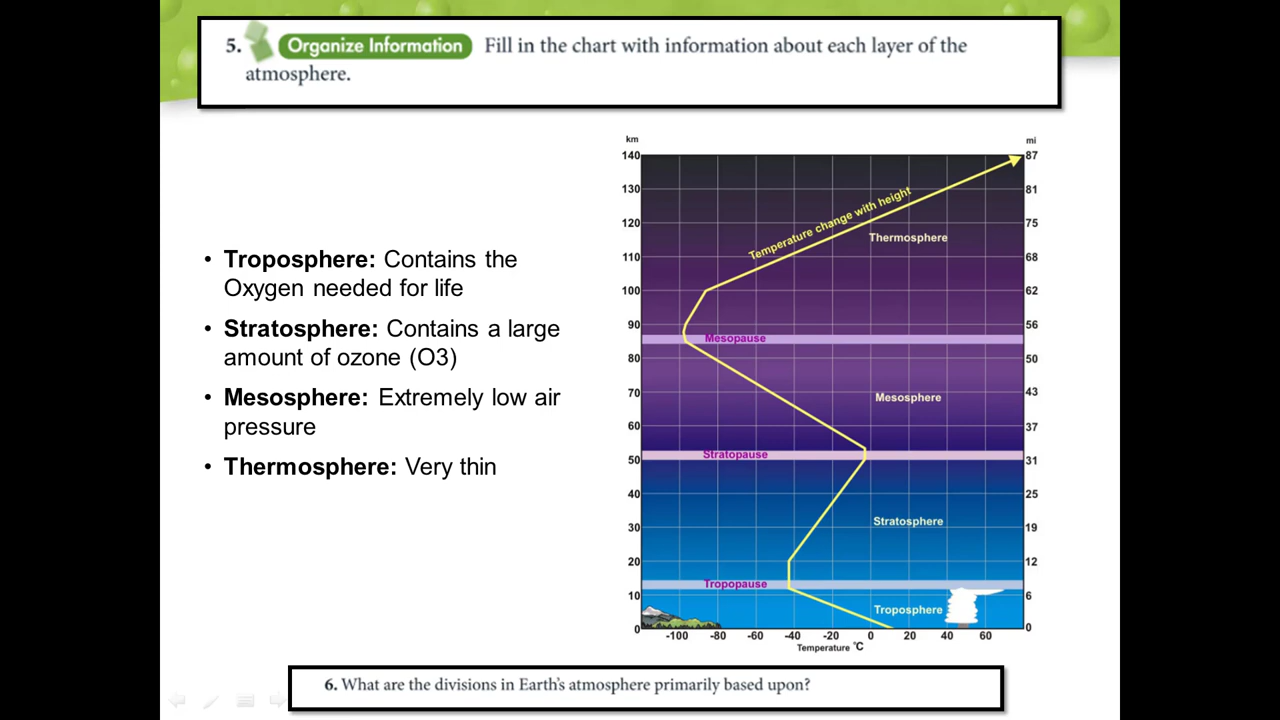 5. Organize Information Fill in the chart with information about each layer of the
atmosphere.
• Troposphere: Contains the
Oxygen needed for life
• Stratosphere: Contains a large
amount of ozone (O3)
• Mesosphere: Extremely low air
pressure
• Thermosphere: Very thin
km
mi
140
87
130
81
Temperature change with height
120
75
Thermosphere
110
68
100
62
90
56
Mesopause
80
50
70
43
Mesosphere
60
37
Stratopause
50
31
40
25
Stratosphere
30
19
20
12
Tropopause
10
6
Troposphere
0
0
-100 -80 -60 -40 -20 0 20 40 60
Temperature °C
6. What are the divisions in Earth's atmosphere primarily based upon?